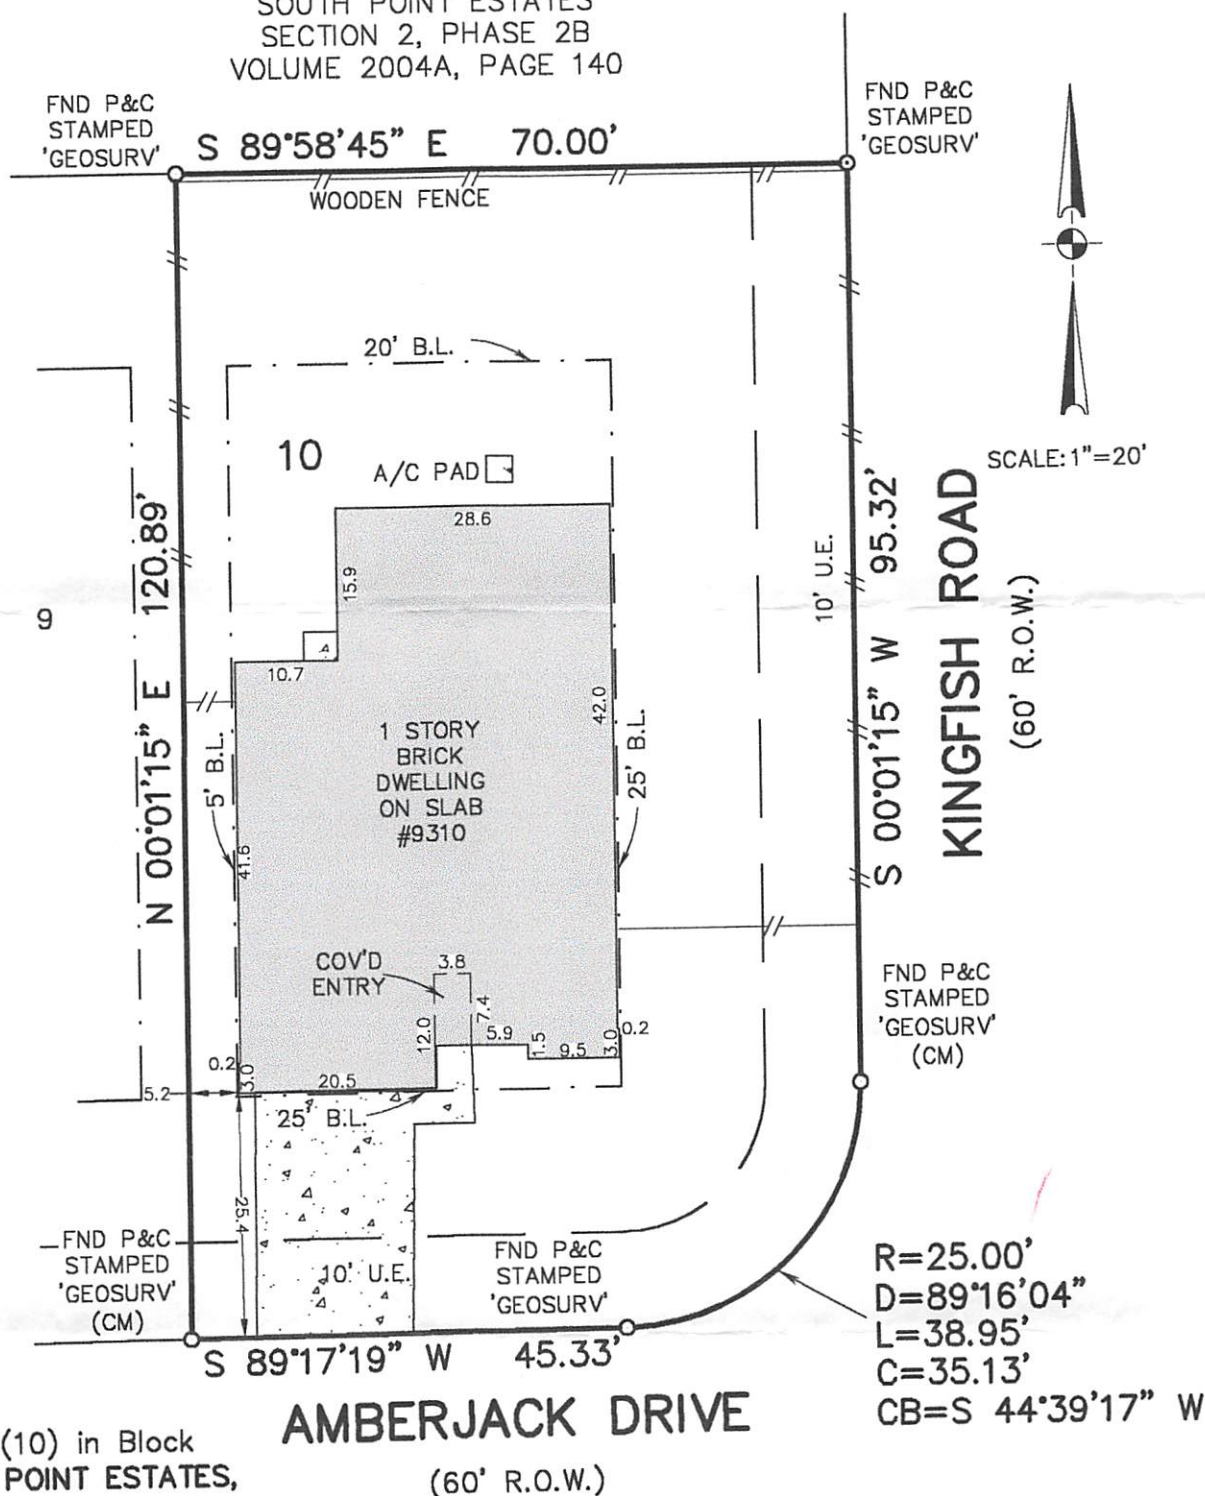 SOUTH POINT ESTATES
SECTION 2, PHASE 2B
VOLUME 2004A, PAGE 140
FND P&C
STAMPED
'GEOSURV'
S 89°58'45" E 70.00'
FND P&C
STAMPED
'GEOSURV'
WOODEN FENCE
20' B.L.
10
A/C PAD
SCALE: 1"=20'
28.6
15.9
N 00°01'15" E 120.89'
9
10.7
10' U.E.
S 00°01'15" W 95.32'
KINGFISH ROAD
(60' R.O.W.)
42.0
1 STORY
BRICK
DWELLING
ON SLAB
#9310
5' B.L.
25' B.L.
41.6
COV'D
ENTRY
3.8
7.4
12.0
5.9
1.5
9.5
3.0
0.2
FND P&C
STAMPED
'GEOSURV'
(CM)
0.2
3.0
20.5
5.2
25' B.L.
25.4
FND P&C
STAMPED
'GEOSURV'
(CM)
10' U.E.
FND P&C
STAMPED
'GEOSURV'
R=25.00'
D=89°16'04"
L=38.95'
C=35.13'
CB=S 44°39'17" W
S 89°17'19" W 45.33'
AMBERJACK DRIVE
(60' R.O.W.)
(10) in Block
POINT ESTATES,